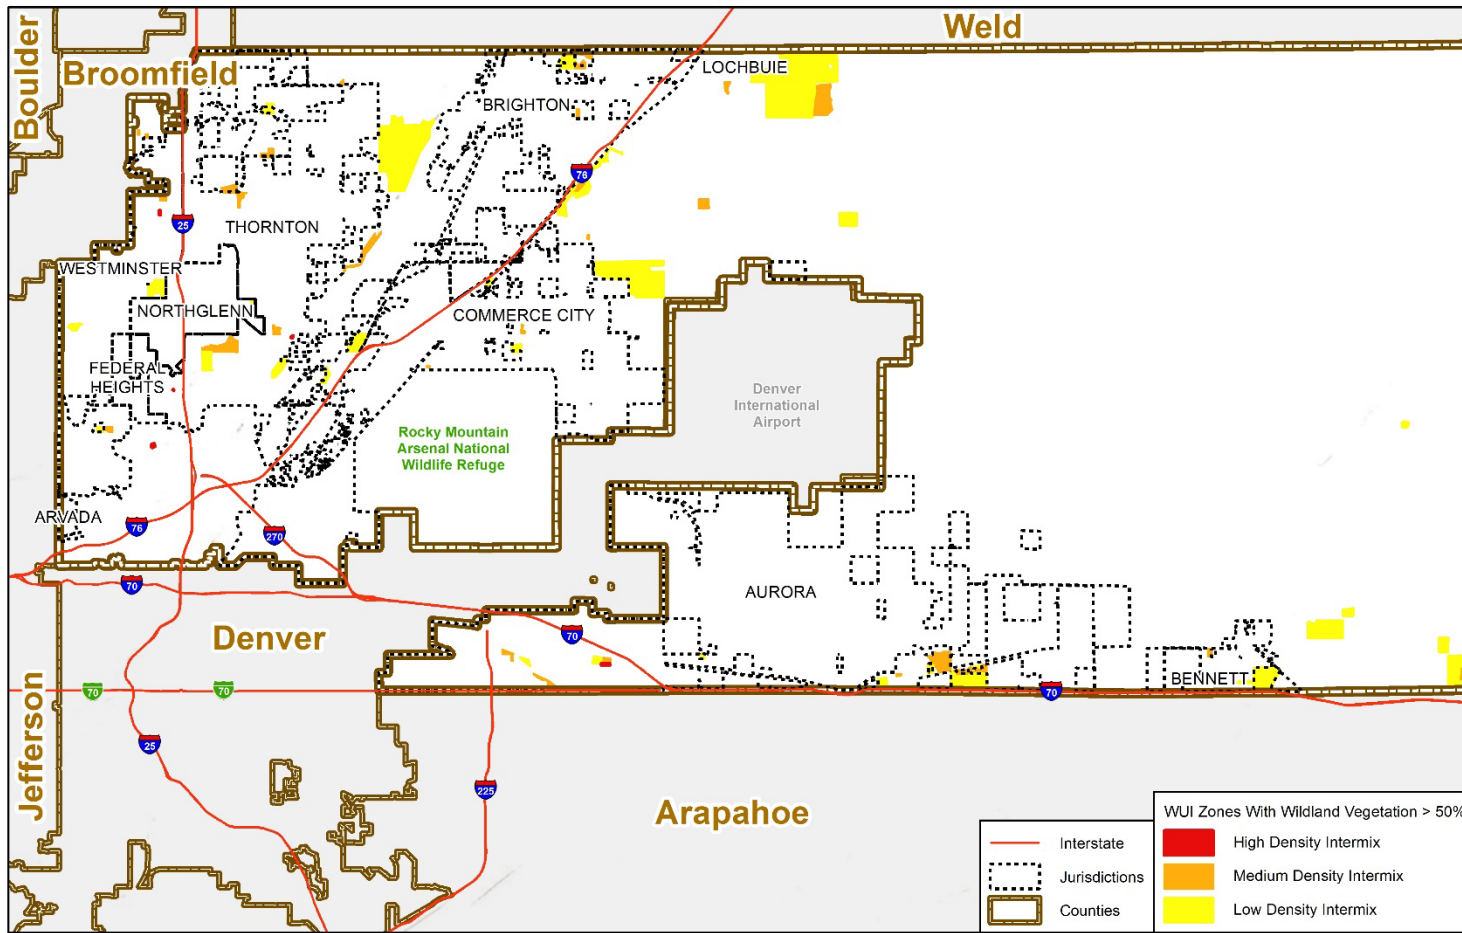 Weld
Boulder
Broomfield
LOCHBUIE
BRIGHTON
76
25
THORNTON
WESTMINSTER
NORTHGLENN
COMMERCE CITY
FEDERAL
HEIGHTS
Denver
International
Airport
Rocky Mountain
Arsenal National
Wildlife Refuge
ARVADA
76
270
70
AURORA
Denver
70
BENNETT
70
70
70
Jefferson
25
225
Arapahoe
Interstate
Jurisdictions
Counties
WUI Zones With Wildland Vegetation > 50%
High Density Intermix
Medium Density Intermix
Low Density Intermix